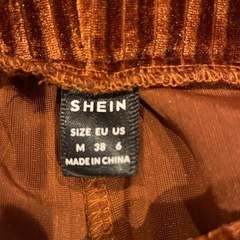 SHEIN
SIZE EU US
M 38 6
MADE IN CHINA